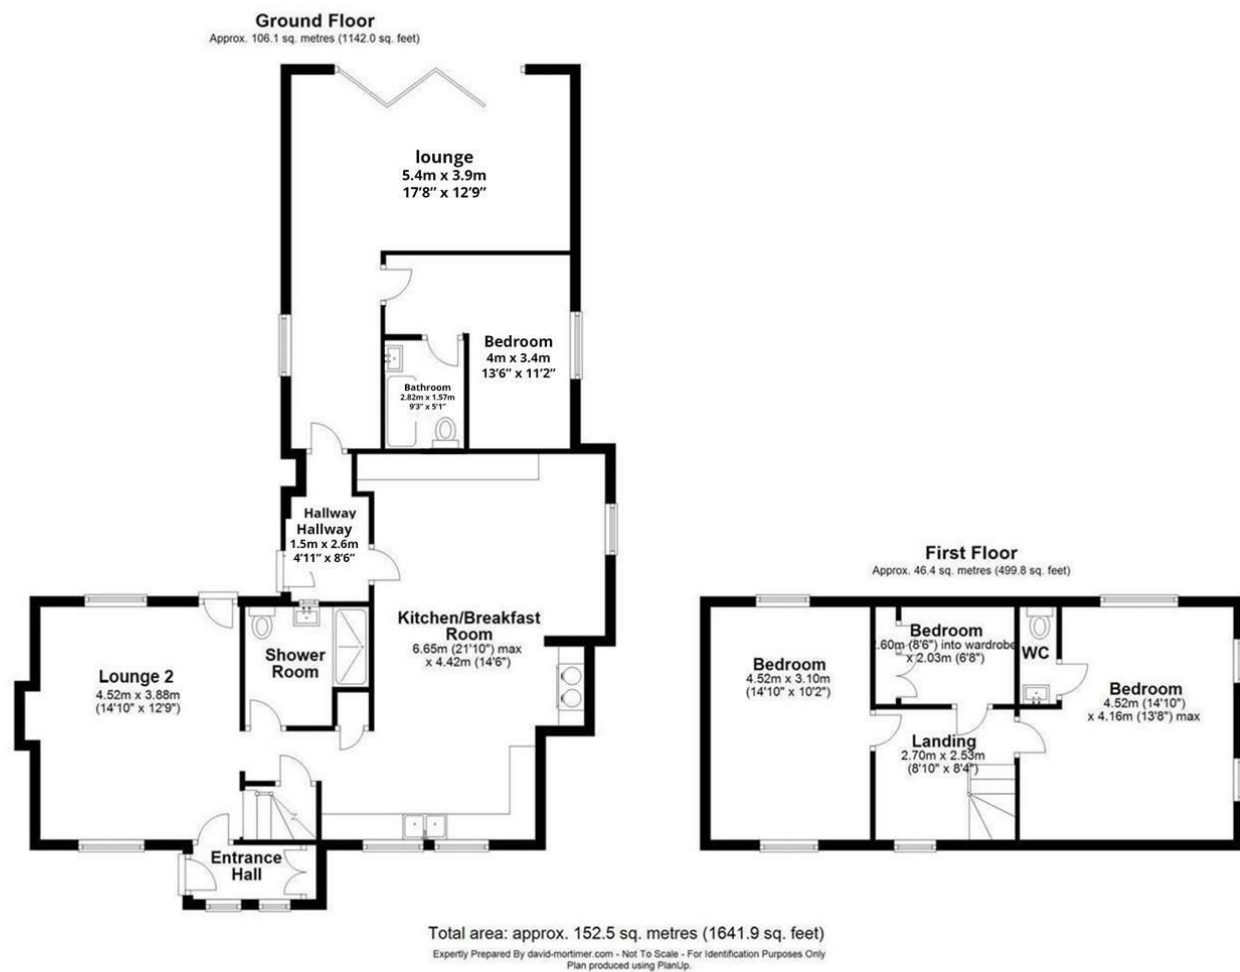 Ground Floor
Approx. 106.1 sq. metres (1142.0 sq. feet)
lounge
5.4m x 3.9m
17'8" x 12'9"
Bedroom
4m x 3.4m
13'6" x 11'2"
Bathroom
2.82m x 1.57m
9'3" x 5'1"
Hallway
Hallway
1.5m x 2.6m
4'11" x 8'6"
Kitchen/Breakfast
Room
6.65m (21'10") max
x 4.42m (14'6")
Shower
Room
Lounge 2
4.52m x 3.88m
(14'10" x 12'9")
Entrance
Hall
First Floor
Approx. 46.4 sq. metres (499.8 sq. feet)
Bedroom
4.52m x 3.10m
(14'10" x 10'2")
Bedroom
.60m (8'6") into wardrobe
x 2.03m (6'8")
WC
Bedroom
4.52m (14'10")
x 4.16m (13'8") max
Landing
2.70m x 2.53m
(8'10" x 8'4")
Total area: approx. 152.5 sq. metres (1641.9 sq. feet)
Expertly Prepared By david-mortimer.com - Not To Scale - For Identification Purposes Only
Plan produced using PlanUp.